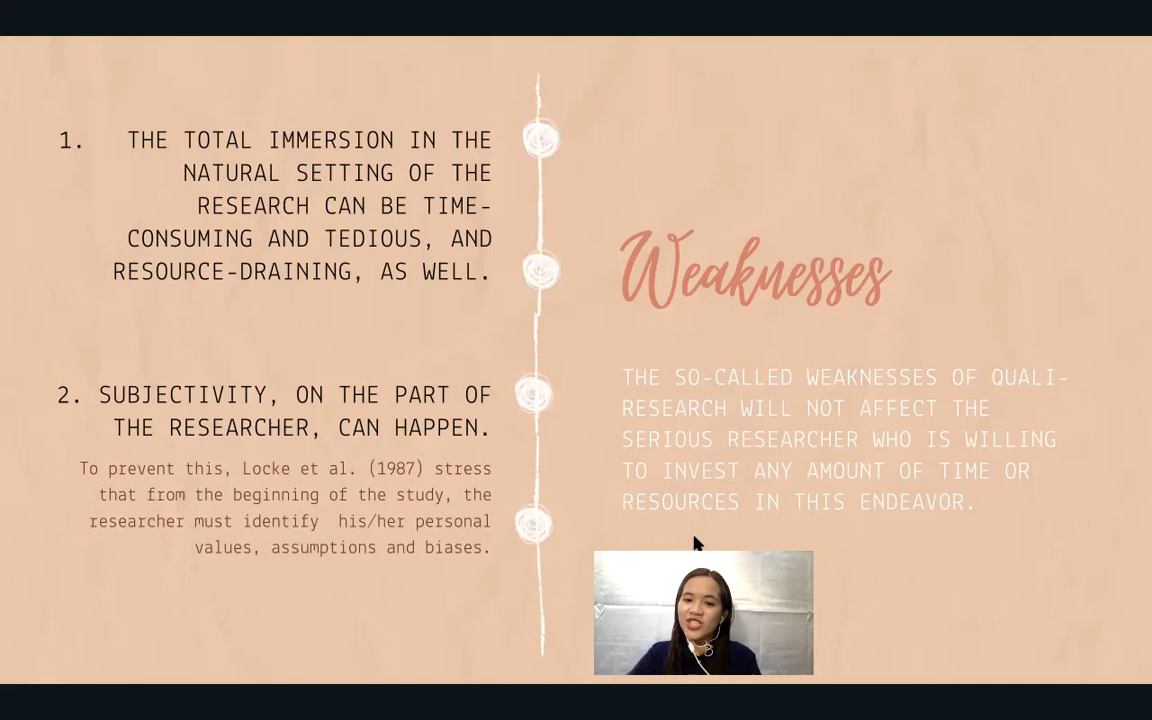 1. THE TOTAL IMMERSION IN THE
NATURAL SETTING OF THE
RESEARCH CAN BE TIME-
CONSUMING AND TEDIOUS, AND
RESOURCE-DRAINING, AS WELL.
2. SUBJECTIVITY, ON THE PART OF
THE RESEARCHER, CAN HAPPEN.
To prevent this, Locke et al. (1987) stress
that from the beginning of the study, the
researcher must identify his/her personal
values, assumptions and biases.
Weaknesses
THE SO-CALLED WEAKNESSES OF QUALI-
RESEARCH WILL NOT AFFECT THE
SERIOUS RESEARCHER WHO IS WILLING
TO INVEST ANY AMOUNT OF TIME OR
RESOURCES IN THIS ENDEAVOR.